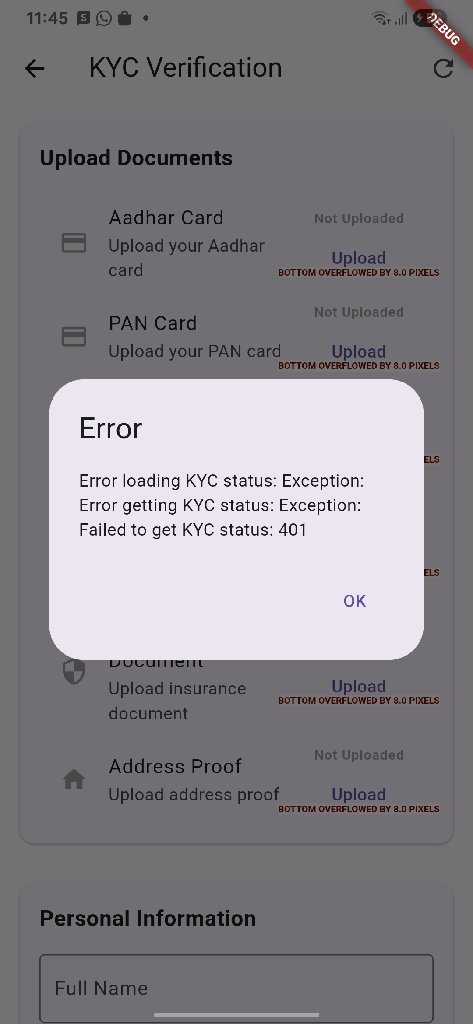 11:45 S
DEBUG
KYC Verification
Upload Documents
Aadhar Card
Not Uploaded
Upload your Aadhar
card
Upload
BOTTOM OVERFLOWED BY 8.0 PIXELS
PAN Card
Not Uploaded
Upload your PAN card
Upload
BOTTOM OVERFLOWED BY 8.0 PIXELS
Error
Error loading KYC status: Exception:
Error getting KYC status: Exception:
Failed to get KYC status: 401
OK
Document
Upload insurance
document
Upload
BOTTOM OVERFLOWED BY 8.0 PIXELS
Address Proof
Not Uploaded
Upload address proof
Upload
BOTTOM OVERFLOWED BY 8.0 PIXELS
Personal Information
Full Name